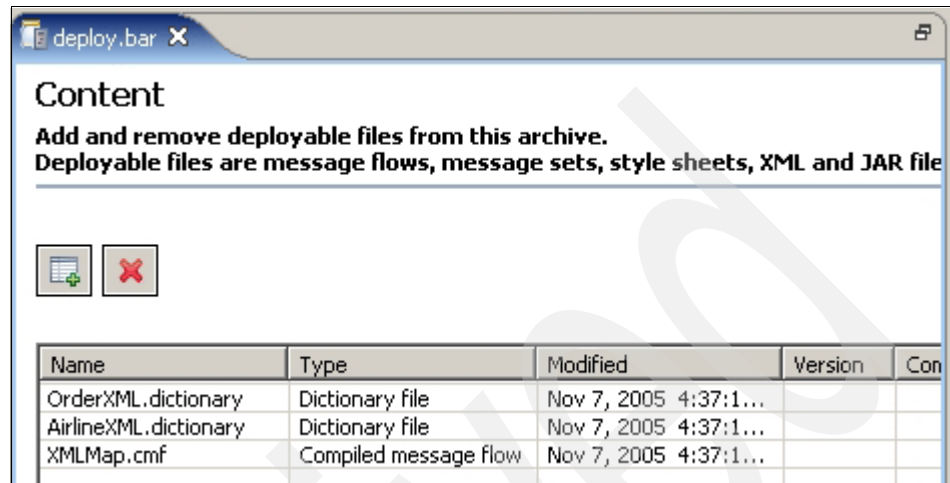 deploy.bar
Content
Add and remove deployable files from this archive.
Deployable files are message flows, message sets, style sheets, XML and JAR file
Name Type Modified Version Com
OrderXML.dictionary Dictionary file Nov 7, 2005 4:37:1...
AirlineXML.dictionary Dictionary file Nov 7, 2005 4:37:1...
XMLMap.cmf Compiled message flow Nov 7, 2005 4:37:1...